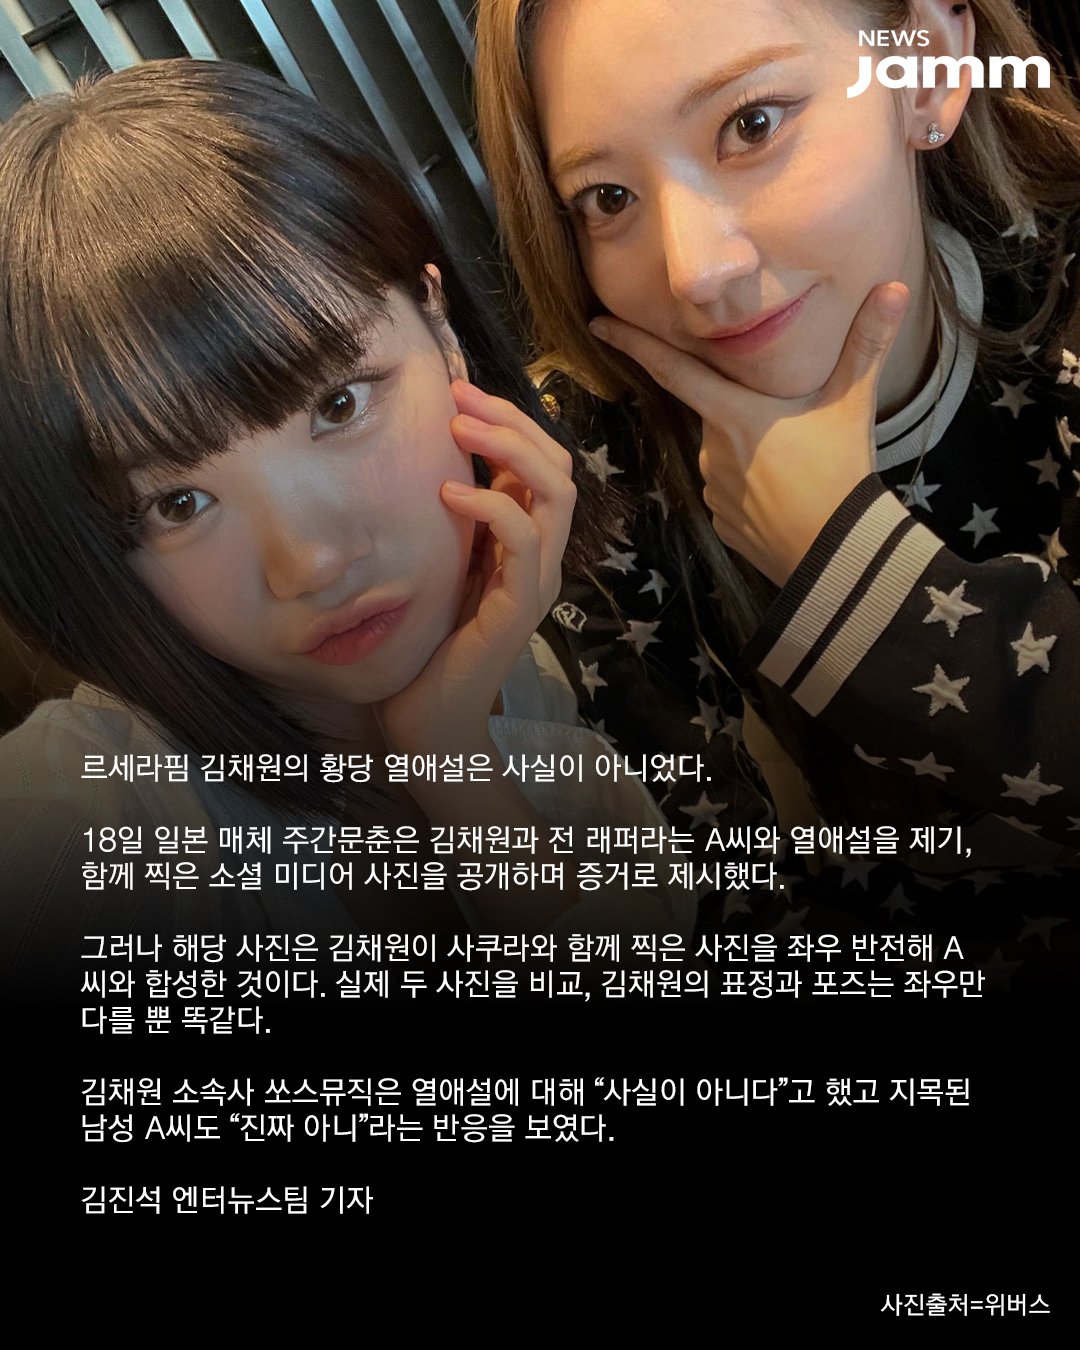 NEWS
Jamm
르세라핌 김채원의 황당 열애설은 사실이 아니었다.
18일 일본 매체 주간문춘은 김채원과 전 래퍼라는 A씨와 열애설을 제기,
함께 찍은 소셜 미디어 사진을 공개하며 증거로 제시했다.
그러나 해당 사진은 김채원이 사쿠라와 함께 찍은 사진을 좌우 반전해 A
씨와 합성한 것이다. 실제 두 사진을 비교, 김채원의 표정과 포즈는 좌우만
다를 뿐 똑같다.
김채원 소속사 쏘스뮤직은 열애설에 대해 “사실이 아니다”고 했고 지목된
남성 A씨도 “진짜 아니”라는 반응을 보였다.
김진석 엔터뉴스팀 기자
사진출처=위버스